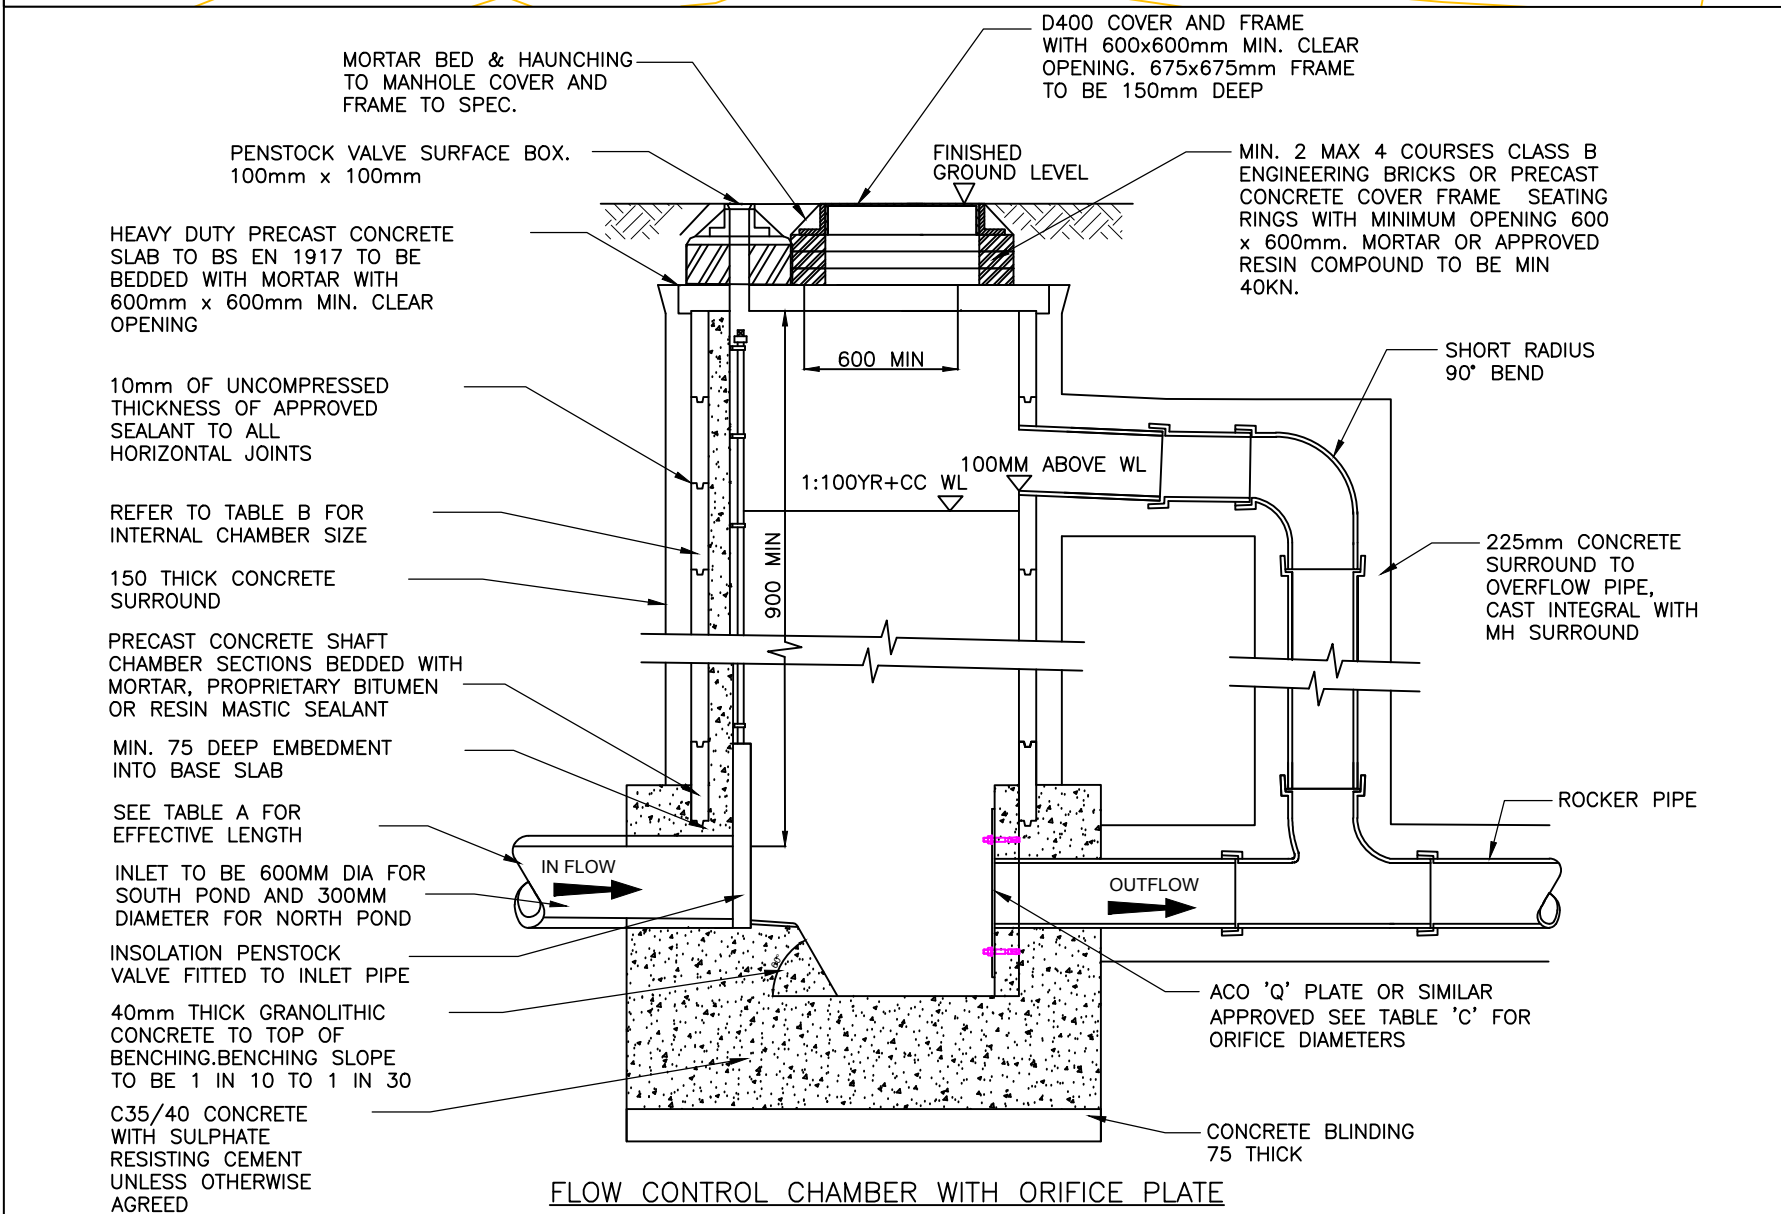 D400 COVER AND FRAME
WITH 600x600mm MIN. CLEAR
OPENING. 675x675mm FRAME
TO BE 150mm DEEP
MORTAR BED & HAUNCHING
TO MANHOLE COVER AND
FRAME TO SPEC.
PENSTOCK VALVE SURFACE BOX.
100mm x 100mm
FINISHED
GROUND LEVEL
MIN. 2 MAX 4 COURSES CLASS B
ENGINEERING BRICKS OR PRECAST
CONCRETE COVER FRAME SEATING
RINGS WITH MINIMUM OPENING 600
x 600mm. MORTAR OR APPROVED
RESIN COMPOUND TO BE MIN
40KN.
HEAVY DUTY PRECAST CONCRETE
SLAB TO BS EN 1917 TO BE
BEDDED WITH MORTAR WITH
600mm x 600mm MIN. CLEAR
OPENING
600 MIN
SHORT RADIUS
90° BEND
10mm OF UNCOMPRESSED
THICKNESS OF APPROVED
SEALANT TO ALL
HORIZONTAL JOINTS
100MM ABOVE WL
1:100YR+CC WL
REFER TO TABLE B FOR
INTERNAL CHAMBER SIZE
900 MIN
225mm CONCRETE
SURROUND TO
OVERFLOW PIPE,
CAST INTEGRAL WITH
MH SURROUND
150 THICK CONCRETE
SURROUND
PRECAST CONCRETE SHAFT
CHAMBER SECTIONS BEDDED WITH
MORTAR, PROPRIETARY BITUMEN
OR RESIN MASTIC SEALANT
MIN. 75 DEEP EMBEDMENT
INTO BASE SLAB
ROCKER PIPE
SEE TABLE A FOR
EFFECTIVE LENGTH
IN FLOW
OUTFLOW
INLET TO BE 600MM DIA FOR
SOUTH POND AND 300MM
DIAMETER FOR NORTH POND
INSOLATION PENSTOCK
VALVE FITTED TO INLET PIPE
60°
ACO 'Q' PLATE OR SIMILAR
APPROVED SEE TABLE 'C' FOR
ORIFICE DIAMETERS
40mm THICK GRANOLITHIC
CONCRETE TO TOP OF
BENCHING.BENCHING SLOPE
TO BE 1 IN 10 TO 1 IN 30
C35/40 CONCRETE
WITH SULPHATE
RESISTING CEMENT
UNLESS OTHERWISE
AGREED
CONCRETE BLINDING
75 THICK
FLOW CONTROL CHAMBER WITH ORIFICE PLATE